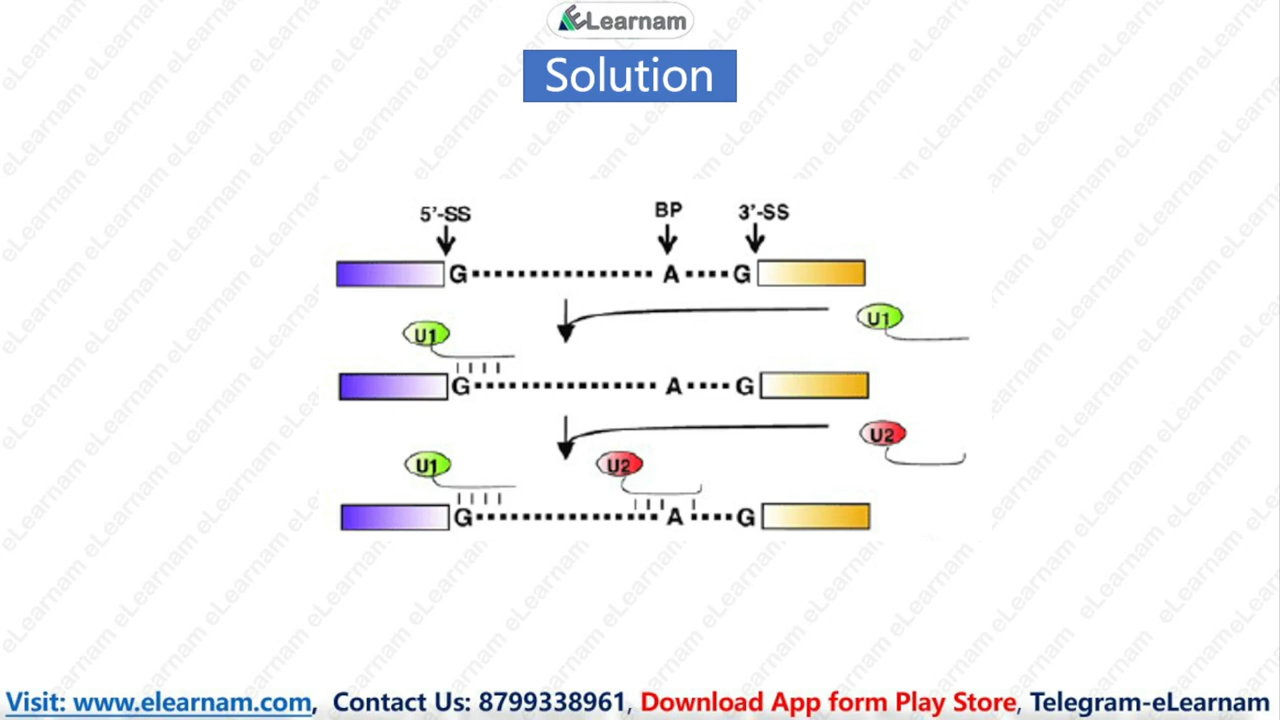 eLearnam
Solution
5'-SS BP 3'-SS
G A G
U1 U1
G A G
U2
U1 U2
G A G
Visit: www.elearnam.com, Contact Us: 8799338961, Download App form Play Store, Telegram-eLearnam